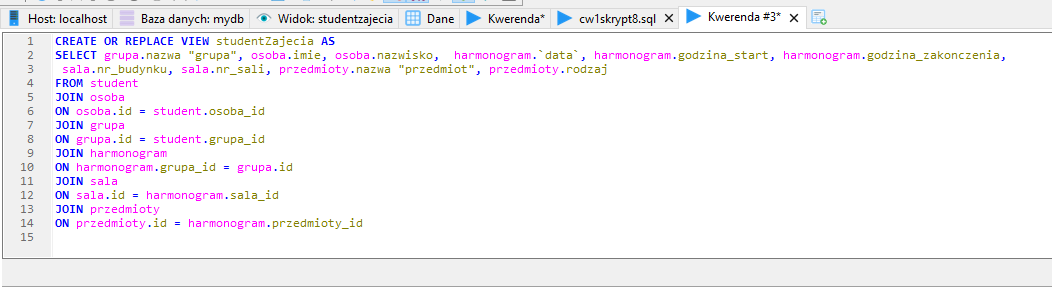 Host: localhost Baza danych: mydb Widok: studentzajecia Dane Kwerenda* cw1skrypt8.sql Kwerenda #3*
1 CREATE OR REPLACE VIEW studentZajecia AS
2 SELECT grupa.nazwa "grupa", osoba.imie, osoba.nazwisko,  harmonogram.`data`, harmonogram.godzina_start, harmonogram.godzina_zakonczenia,
3  sala.nr_budynku, sala.nr_sali, przedmioty.nazwa "przedmiot", przedmioty.rodzaj
4 FROM student
5 JOIN osoba
6 ON osoba.id = student.osoba_id
7 JOIN grupa
8 ON grupa.id = student.grupa_id
9 JOIN harmonogram
10 ON harmonogram.grupa_id = grupa.id
11 JOIN sala
12 ON sala.id = harmonogram.sala_id
13 JOIN przedmioty
14 ON przedmioty.id = harmonogram.przedmioty_id
15